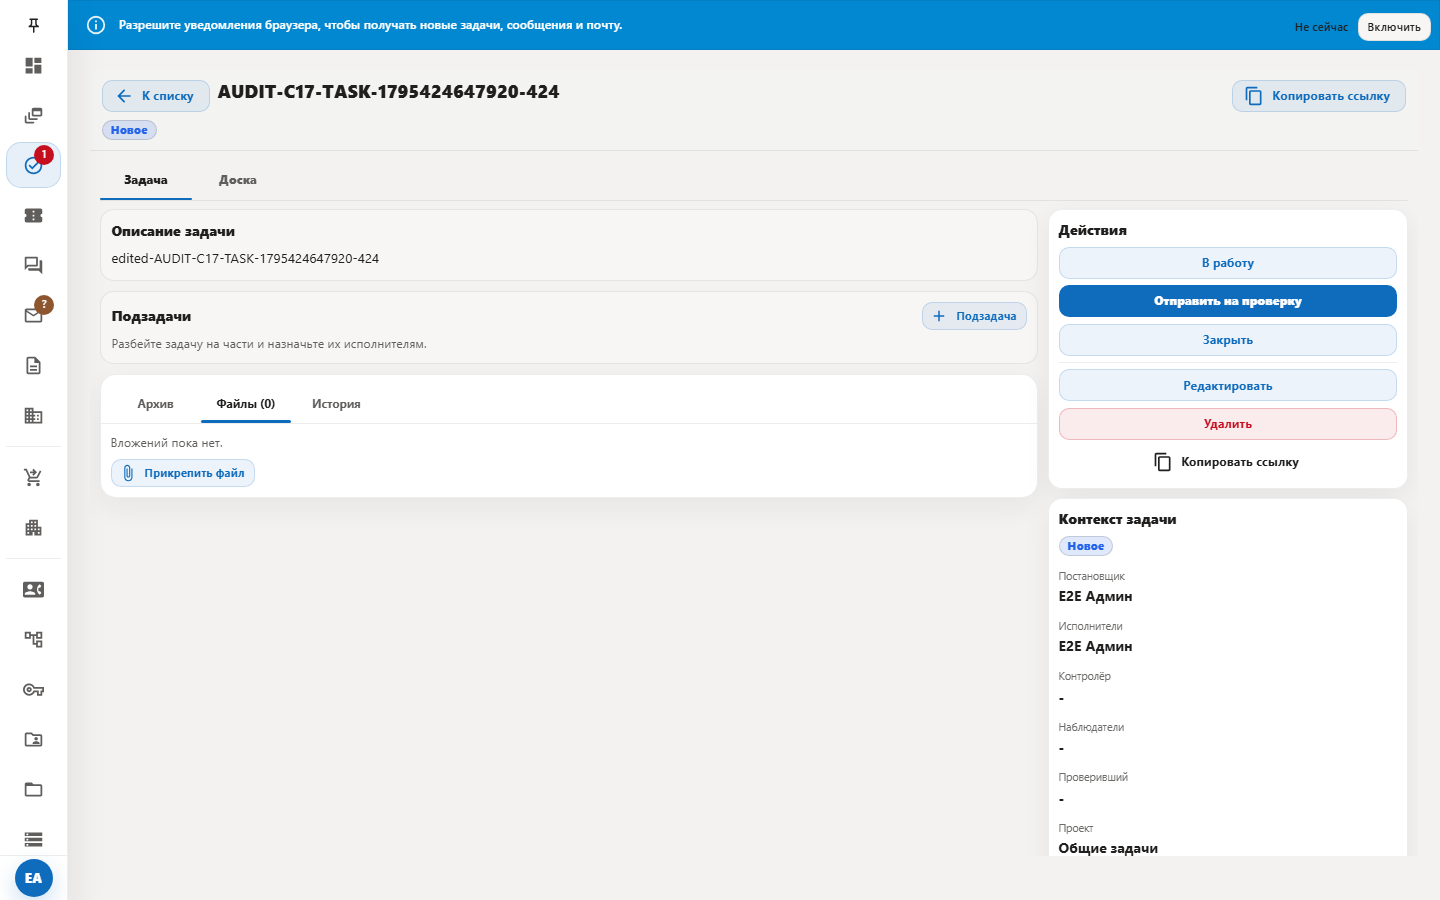 Разрешите уведомления браузера, чтобы получать новые задачи, сообщения и почту.
Не сейчас
Включить
К списку
AUDIT-C17-TASK-1795424647920-424
Копировать ссылку
Новое
1
?
Задача
Доска
Описание задачи
edited-AUDIT-C17-TASK-1795424647920-424
Подзадачи
Подзадача
Разбейте задачу на части и назначьте их исполнителям.
Архив
Файлы (0)
История
Вложений пока нет.
Прикрепить файл
Действия
В работу
Отправить на проверку
Закрыть
Редактировать
Удалить
Копировать ссылку
Контекст задачи
Новое
Постановщик
E2E Админ
Исполнители
E2E Админ
Контролёр
-
Наблюдатели
-
Проверивший
-
Проект
Общие задачи
EA